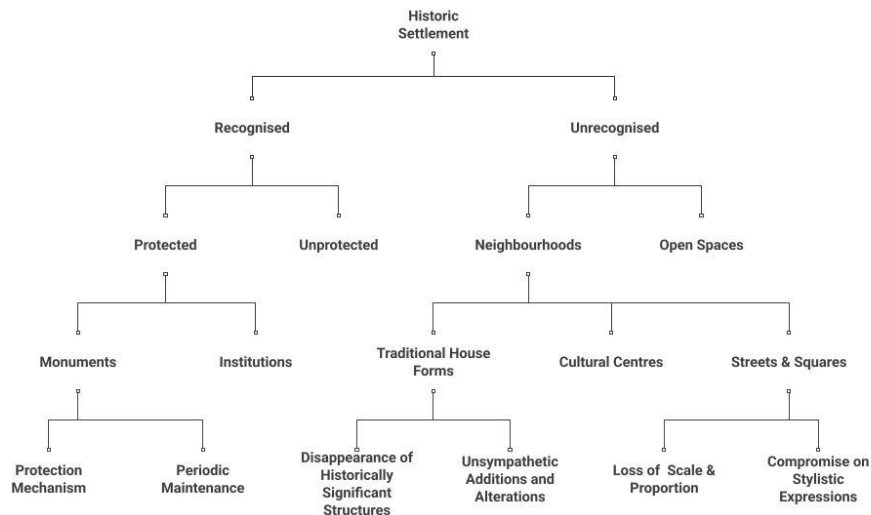 Historic
Settlement
Recognised
Unrecognised
Protected
Unprotected
Neighbourhoods
Open Spaces
Monuments
Institutions
Traditional House
Forms
Cultural Centres
Streets & Squares
Protection
Mechanism
Periodic
Maintenance
Disappearance of
Historically
Significant
Structures
Unsympathetic
Additions and
Alterations
Loss of Scale &
Proportion
Compromise on
Stylistic
Expressions